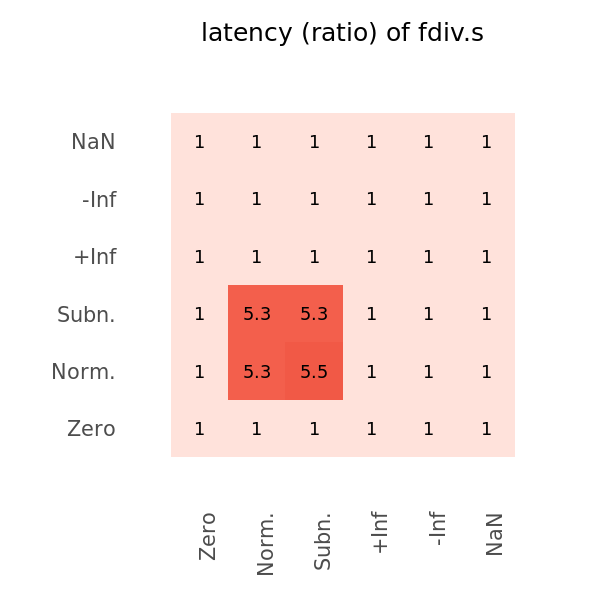 latency (ratio) of fdiv.s
NaN 1 1 1 1 1 1
-Inf 1 1 1 1 1 1
+Inf 1 1 1 1 1 1
Subn. 1 5.3 5.3 1 1 1
Norm. 1 5.3 5.5 1 1 1
Zero 1 1 1 1 1 1
Zero Norm. Subn. +Inf -Inf NaN